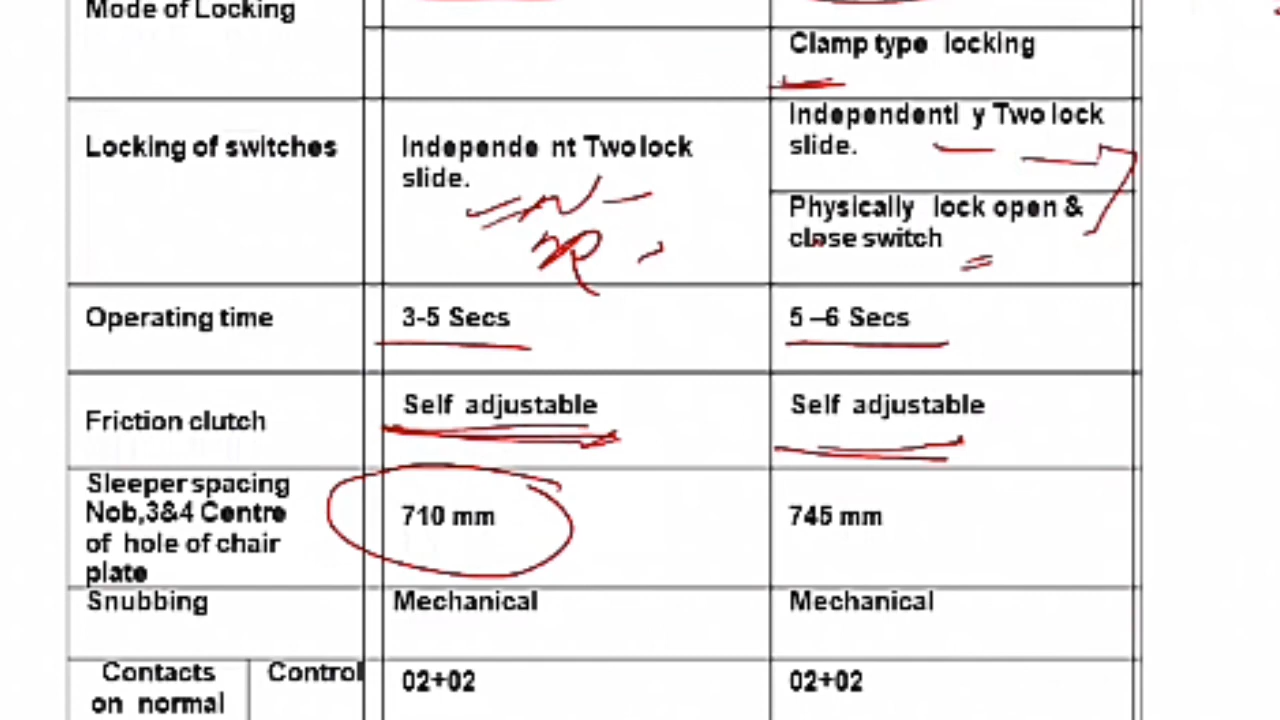 Mode of Locking
Clamp type locking
Locking of switches
Independe nt Two lock
slide.
Independentl y Two lock
slide.
Physically lock open &
close switch
N
R
Operating time
3-5 Secs
5 –6 Secs
Friction clutch
Self adjustable
Self adjustable
Sleeper spacing
Nob,3&4 Centre
of hole of chair
plate
710 mm
745 mm
Snubbing
Mechanical
Mechanical
Contacts
on normal
Control
02+02
02+02